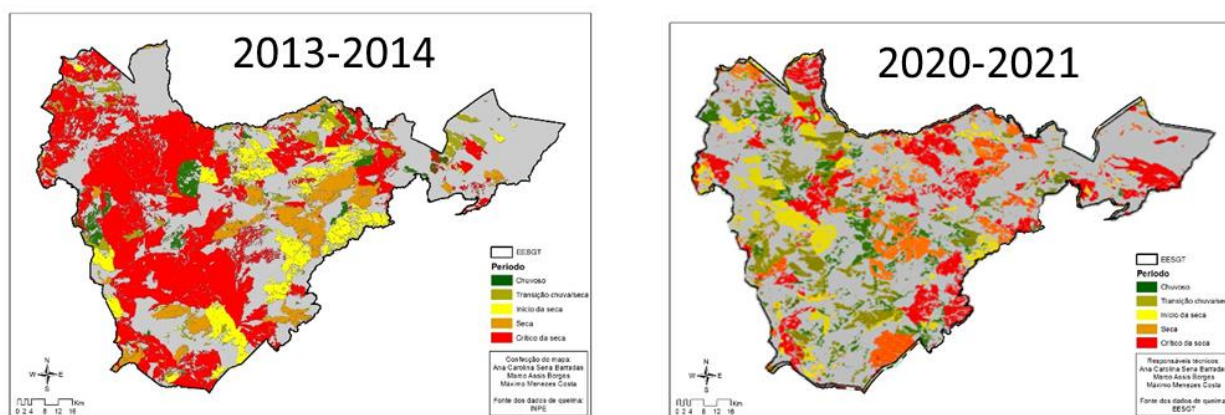 2013-2014
EESGT
Período
Chuvoso
Transição chuva/seca
Início da seca
Seca
Crítico da seca
Confecção do mapa:
Ana Carolina Sena Barradas
Marco Assis Borges
Máximo Menezes Costa
Fonte dos dados de queima:
INPE
N
W E
S
Km
0 2 4 8 12 16
2020-2021
EESGT
Período
Chuvoso
Transição chuva/seca
Início da seca
Seca
Crítico da seca
Responsáveis técnicos:
Ana Carolina Sena Barradas
Marco Assis Borges
Máximo Menezes Costa
Fonte dos dados de queima:
EESGT
N
W E
S
Km
0 2 4 8 12 16